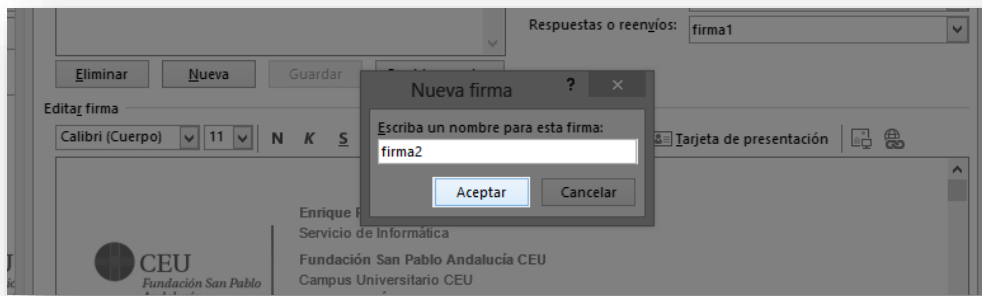 Respuestas o reenvíos: firma1
Eliminar Nueva Guardar
Nueva firma ? ×
Editar firma
Escriba un nombre para esta firma:
Calibri (Cuerpo) 11 N K S Tarjeta de presentación
firma2
Aceptar Cancelar
Enrique
Servicio de Informática
CEU
Fundación San Pablo
Fundación San Pablo Andalucía CEU
Campus Universitario CEU